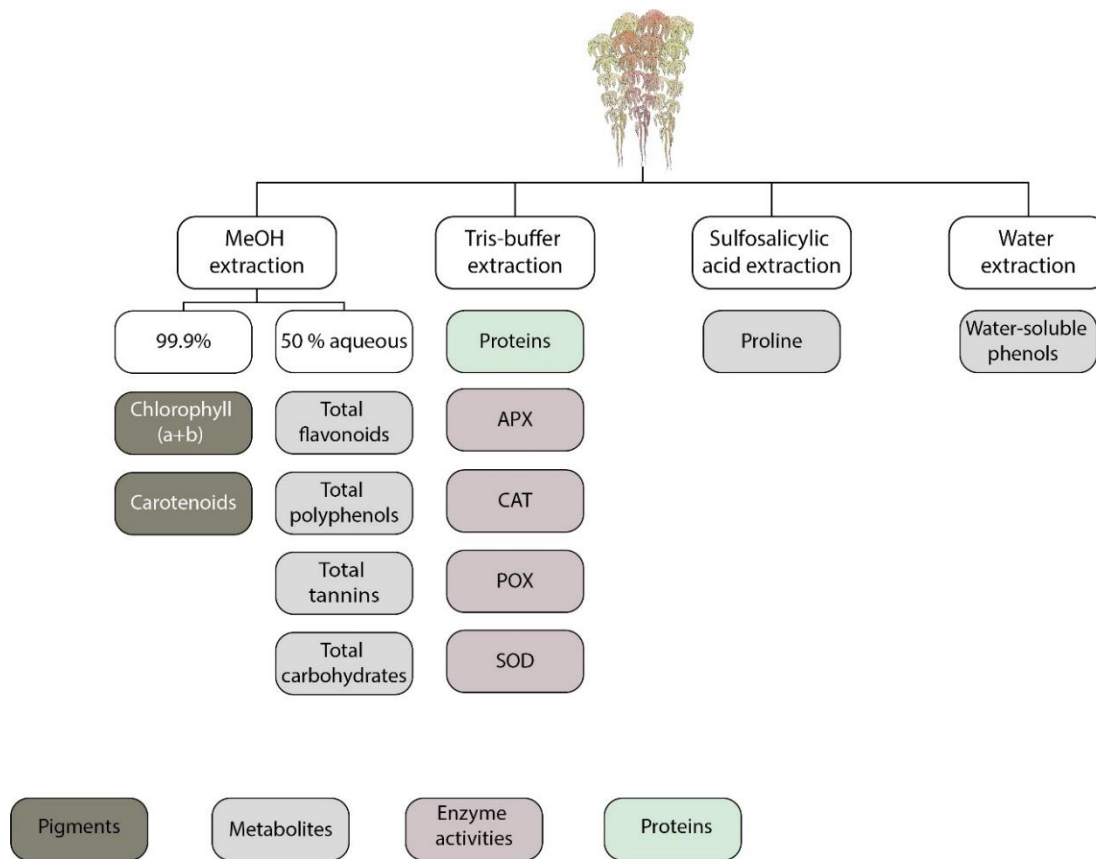 MeOH
extraction
Tris-buffer
extraction
Sulfosalicylic
acid extraction
Water
extraction
99.9%
50 % aqueous
Proteins
Proline
Water-soluble
phenols
Chlorophyll
(a+b)
Total
flavonoids
APX
Carotenoids
Total
polyphenols
CAT
Total
tannins
POX
Total
carbohydrates
SOD
Pigments
Metabolites
Enzyme
activities
Proteins